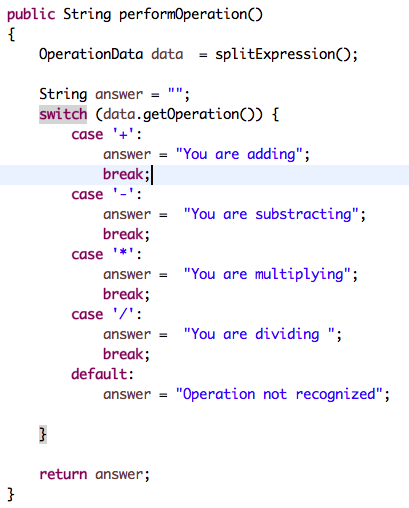 public String performOperation()
{
    OperationData data  = splitExpression();

    String answer = "";
    switch (data.getOperation()) {
        case '+':
            answer = "You are adding";
            break;
        case '-':
            answer =  "You are substracting";
            break;
        case '*':
            answer =  "You are multiplying";
            break;
        case '/':
            answer =  "You are dividing ";
            break;
        default:
            answer = "Operation not recognized";

    }

    return answer;
}